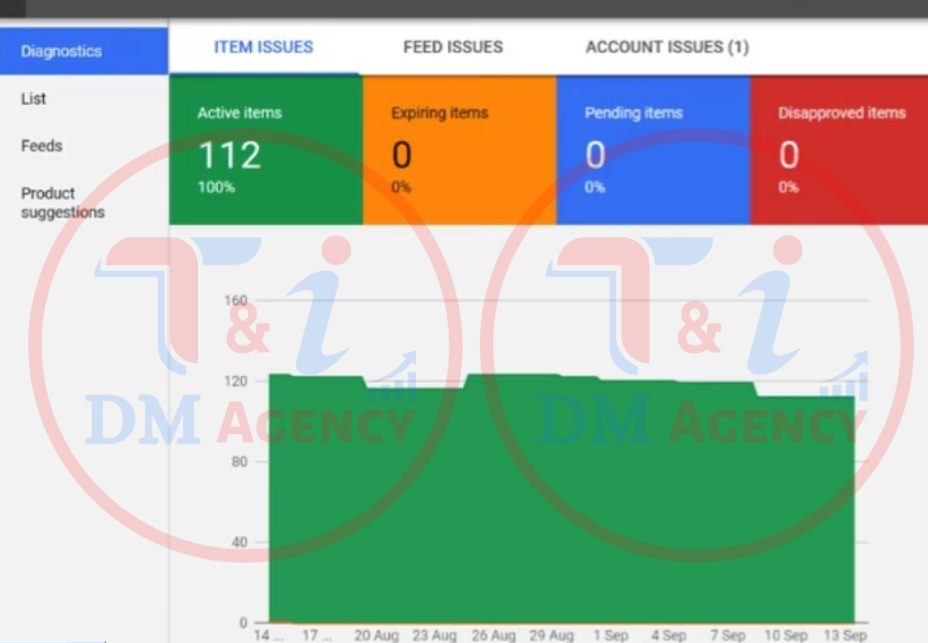 Diagnostics
ITEM ISSUES FEED ISSUES ACCOUNT ISSUES (1)
List
Feeds
Product
suggestions
Active items Expiring items Pending items Disapproved items
112 0 0 0
100% 0% 0% 0%
160
120
80
40
0
14 ... 17 ... 20 Aug 23 Aug 26 Aug 29 Aug 1 Sep 4 Sep 7 Sep 10 Sep 13 Sep
T&i T&i
DM AGENCY DM AGENCY